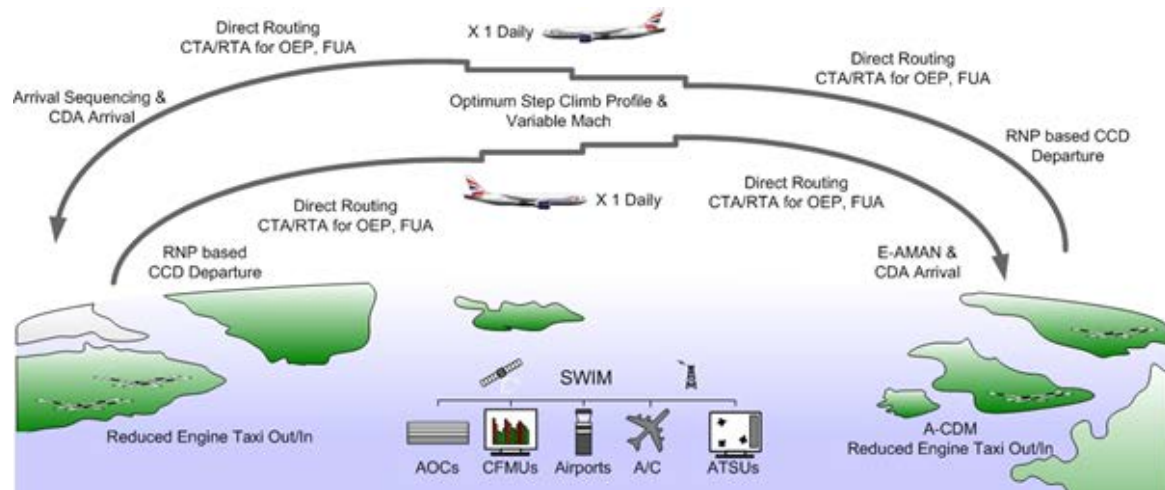 Direct Routing
CTA/RTA for OEP, FUA
X 1 Daily
Direct Routing
CTA/RTA for OEP, FUA
Arrival Sequencing &
CDA Arrival
Optimum Step Climb Profile &
Variable Mach
RNP based CCD
Departure
Direct Routing
CTA/RTA for OEP, FUA
X 1 Daily
Direct Routing
CTA/RTA for OEP, FUA
RNP based
CCD Departure
E-AMAN &
CDA Arrival
SWIM
AOCs
CFMUs
Airports
A/C
ATSUs
Reduced Engine Taxi Out/In
A-CDM
Reduced Engine Taxi Out/In